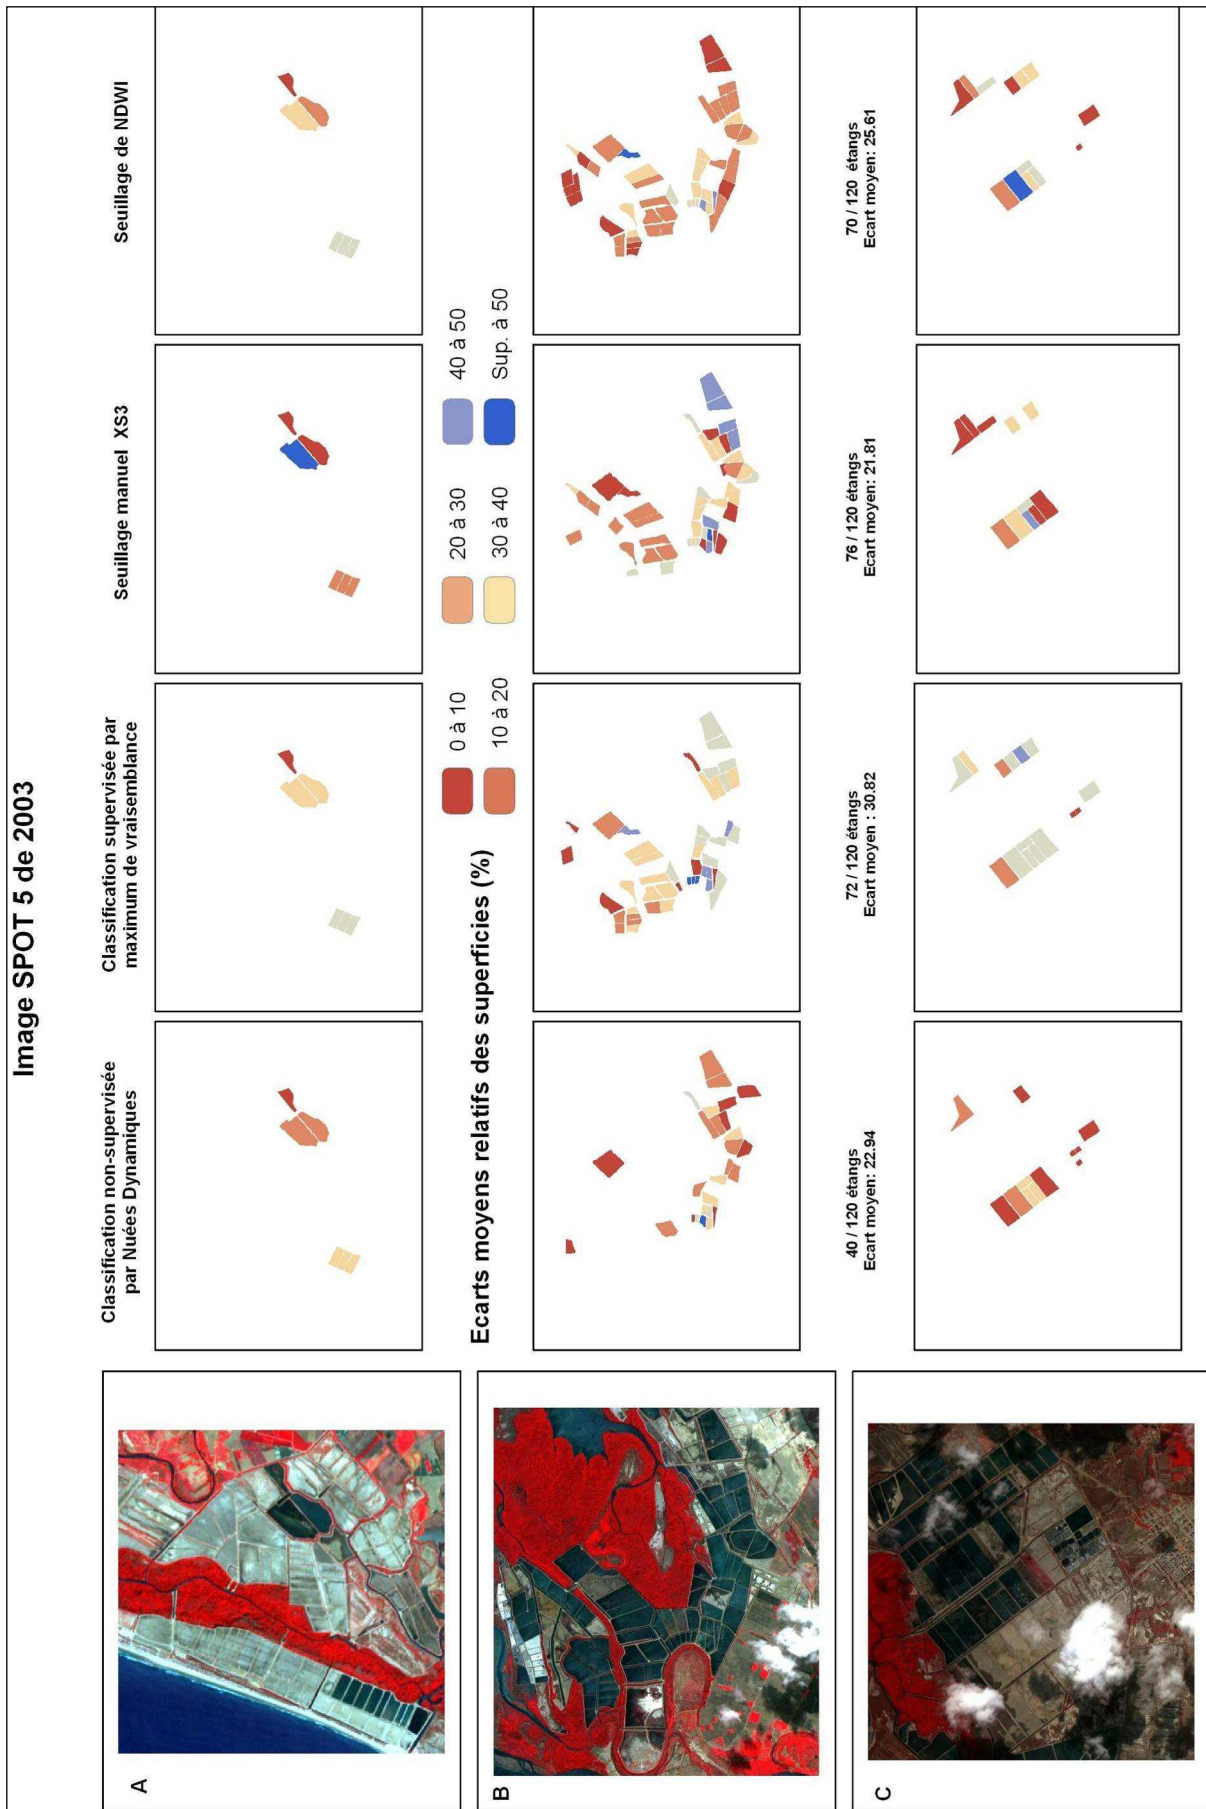 Image SPOT 5 de 2003
Classification non-supervisée
par Nuées Dynamiques
Classification supervisée par
maximum de vraisemblance
Seuillage manuel XS3
Seuillage de NDWI
A
Ecarts moyens relatifs des superficies (%)
0 à 10
20 à 30
40 à 50
10 à 20
30 à 40
Sup. à 50
B
40 / 120 étangs
Ecart moyen: 22.94
72 / 120 étangs
Ecart moyen : 30.82
76 / 120 étangs
Ecart moyen: 21.81
70 / 120 étangs
Ecart moyen: 25.61
C